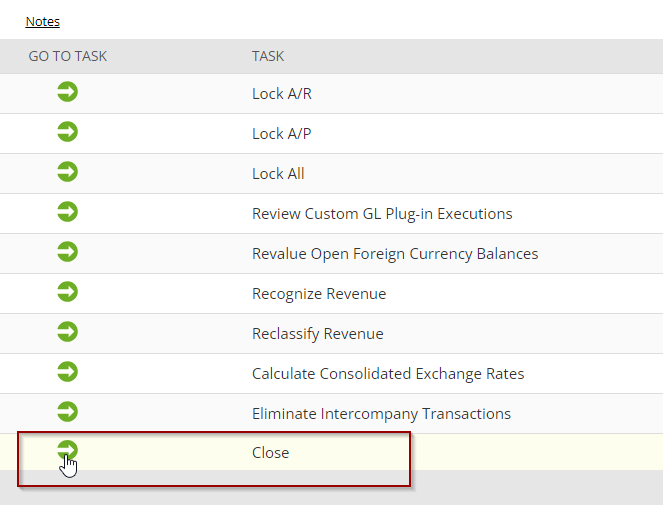 Notes
GO TO TASK TASK
Lock A/R
Lock A/P
Lock All
Review Custom GL Plug-in Executions
Revalue Open Foreign Currency Balances
Recognize Revenue
Reclassify Revenue
Calculate Consolidated Exchange Rates
Eliminate Intercompany Transactions
Close